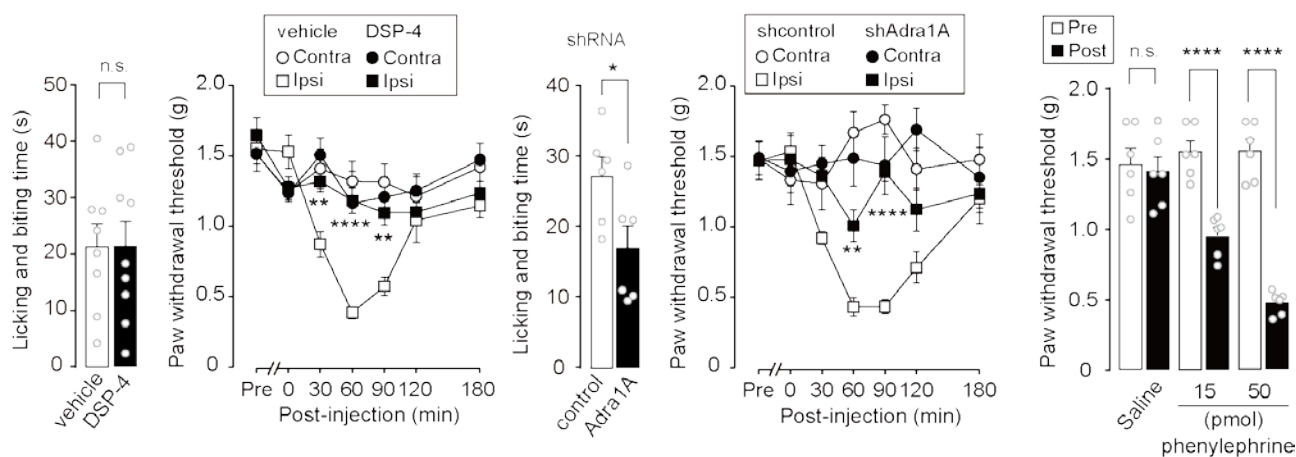 n.s.
50
40
30
20
10
0
Licking and biting time (s)
vehicle
DSP-4
vehicle DSP-4
Contra Contra
Ipsi Ipsi
2.0
1.5
1.0
0.5
0
Paw withdrawal threshold (g)
**
****
**
Pre 0 30 60 90 120 180
Post-injection (min)
shRNA
*
40
30
20
10
0
Licking and biting time (s)
control
Adra1A
shcontrol shAdra1A
Contra Contra
Ipsi Ipsi
2.0
1.5
1.0
0.5
0
Paw withdrawal threshold (g)
****
**
Pre 0 30 60 90 120 180
Post-injection (min)
Pre
Post
n.s. **** ****
2.0
1.5
1.0
0.5
0
Paw withdrawal threshold (g)
Saline
15 50
(pmol)
phenylephrine